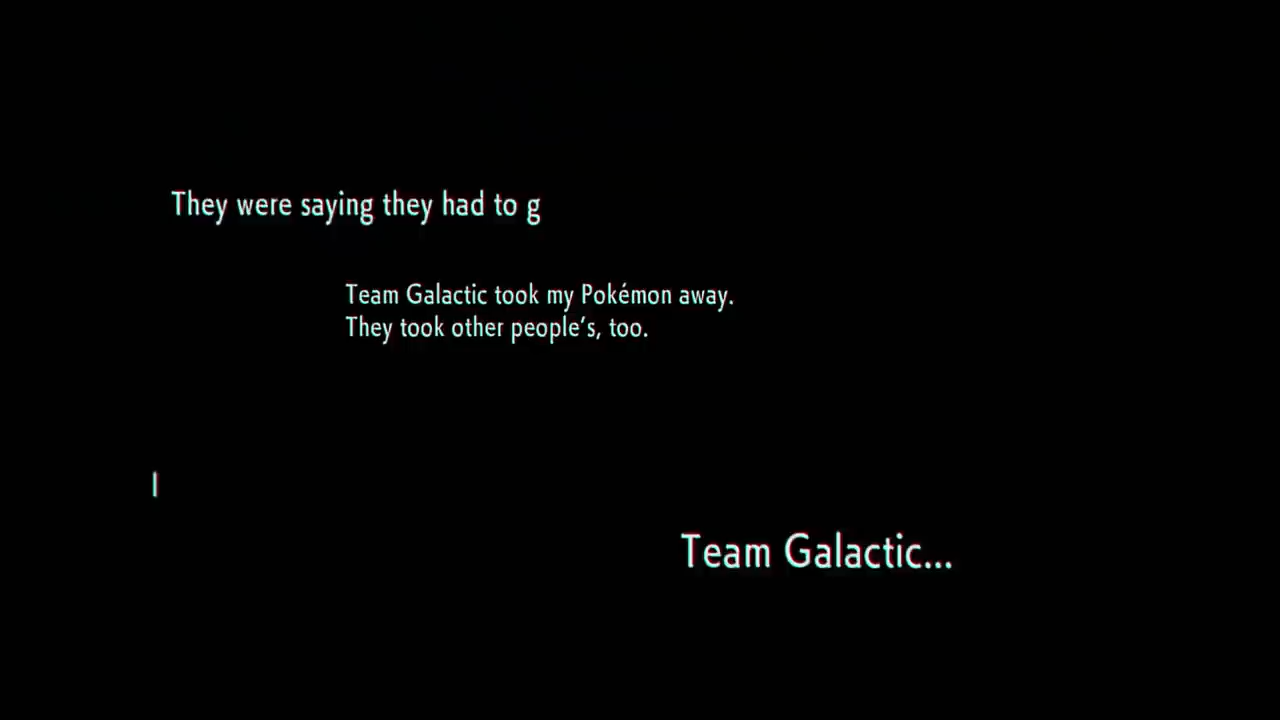 They were saying they had to g
Team Galactic took my Pokémon away.
They took other people's, too.
I
Team Galactic...